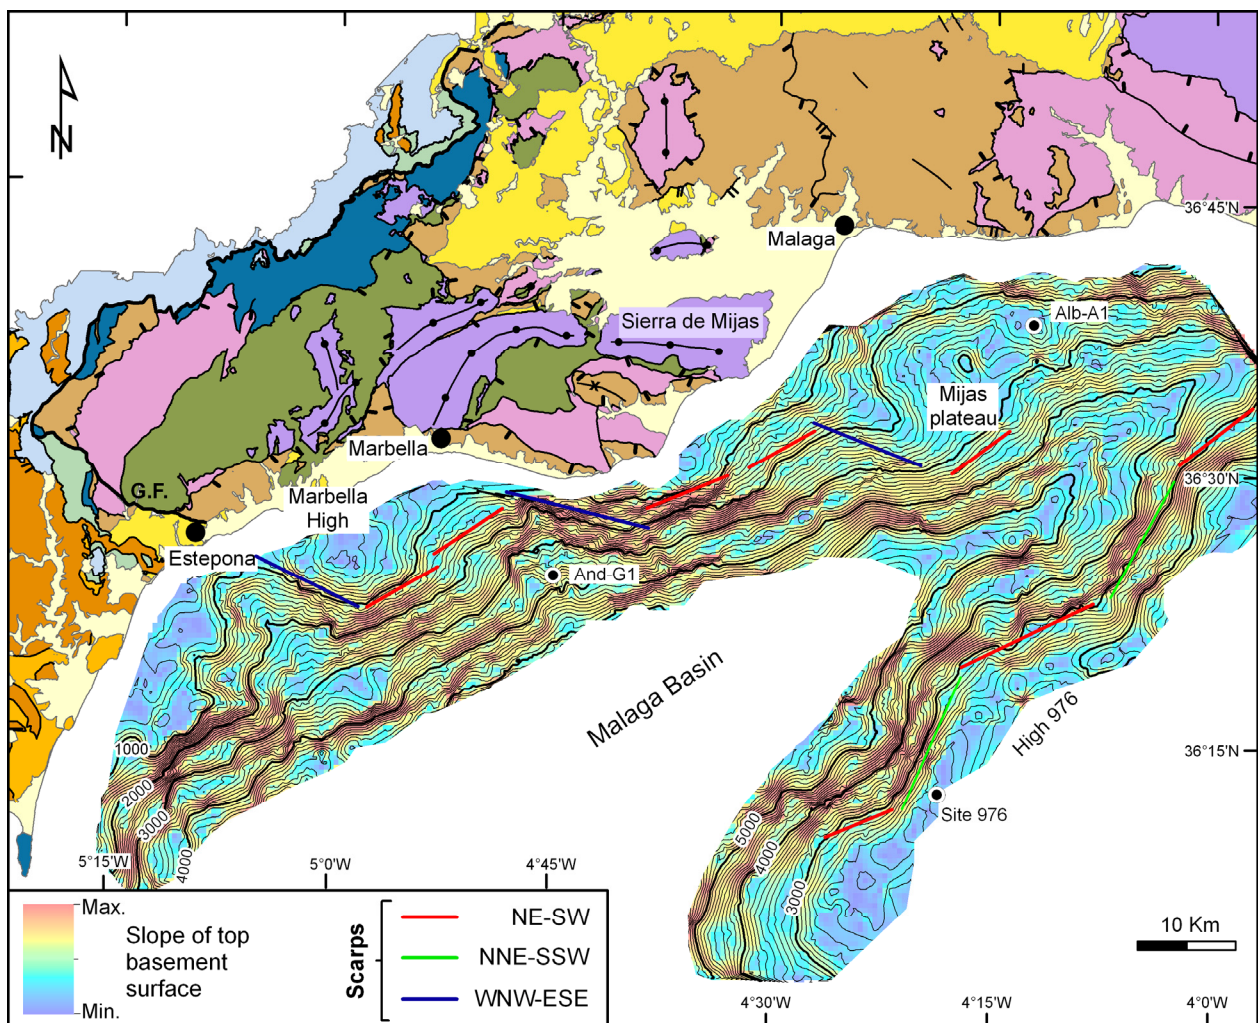 N
Malaga
36°45'N
Alb-A1
Sierra de Mijas
Mijas
plateau
Marbella
36°30'N
G.F.
Marbella
High
Estepona
And-G1
Malaga Basin
High 976
36°15'N
1000
2000
3000
4000
5000
4000
3000
Site 976
5°15'W
5°0'W
4°45'W
4°30'W
4°15'W
4°0'W
10 Km
Max.
Min.
Slope of top
basement
surface
Scarps
NE-SW
NNE-SSW
WNW-ESE